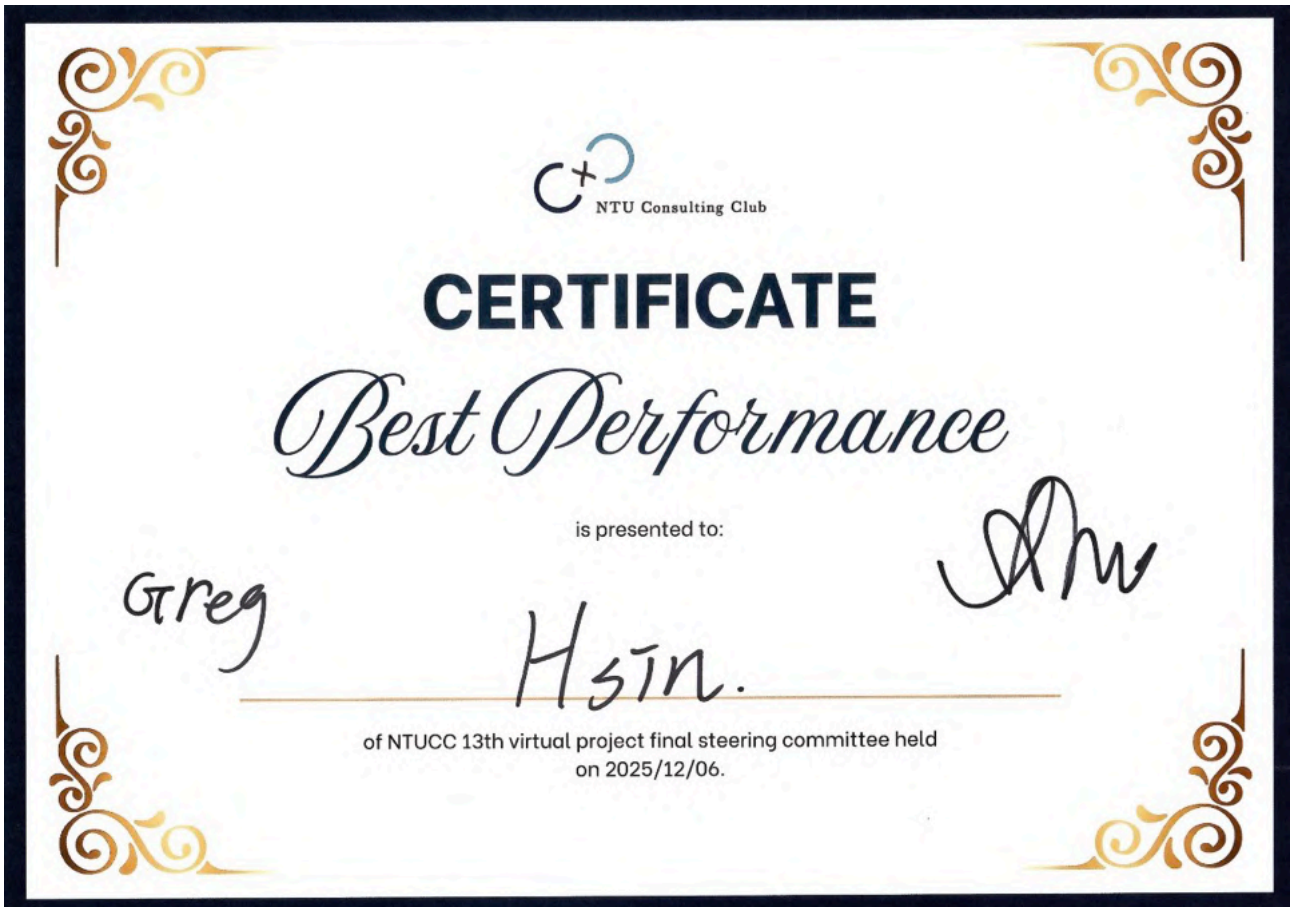 NTU Consulting Club
CERTIFICATE
Best Performance
is presented to:
Greg
Hsin.
of NTUCC 13th virtual project final steering committee held
on 2025/12/06.